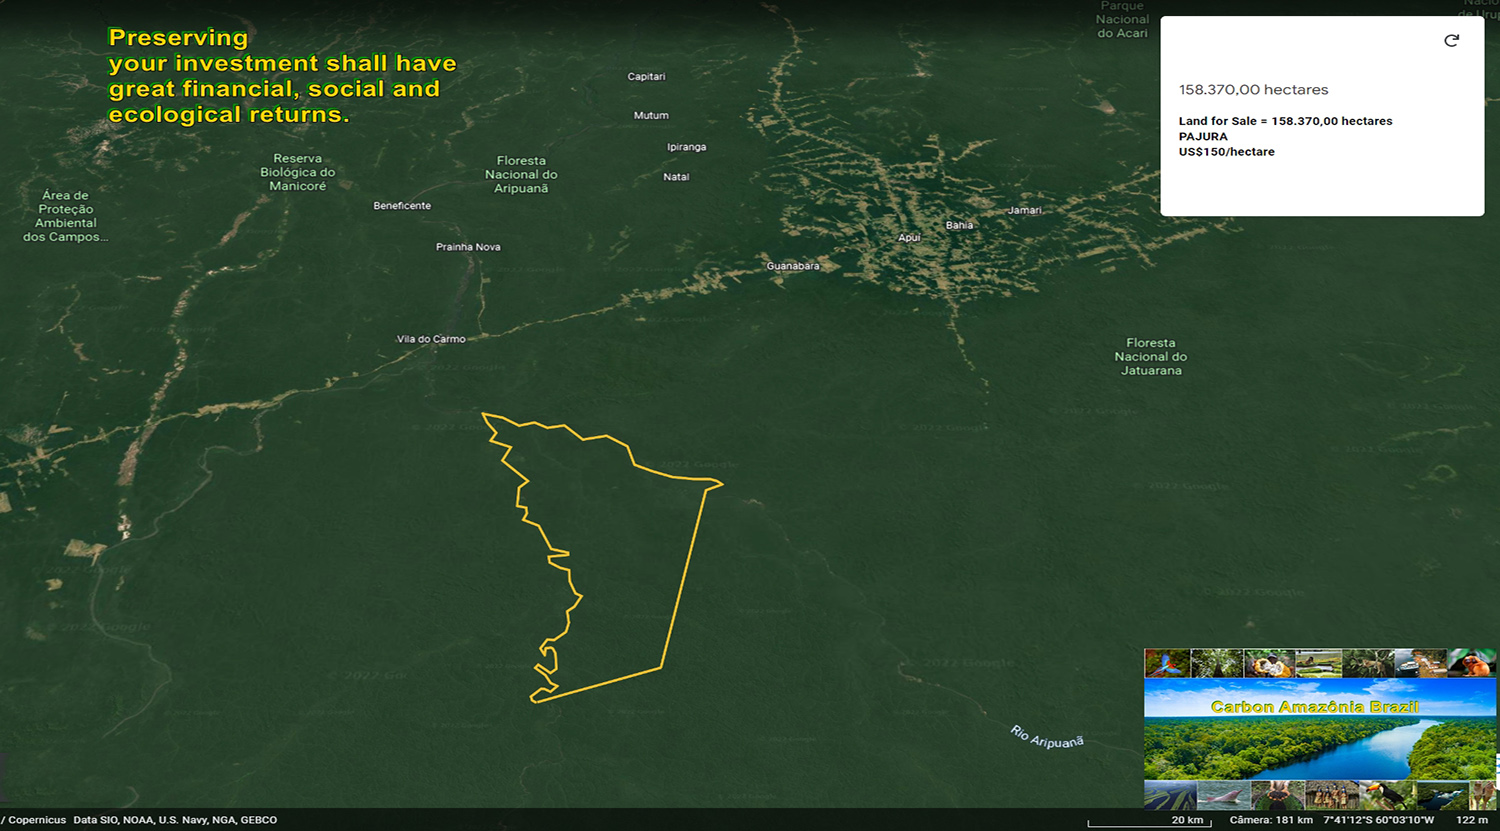 Preserving
your investment shall have
great financial, social and
ecological returns.
Parque
Nacional
do Acari
158.370,00 hectares
Land for Sale = 158.370,00 hectares
PAJURA
US$150/hectare
Capitari
Mutum
Ipiranga
Natal
Reserva
Biológica do
Manicoré
Floresta
Nacional do
Aripuanã
Área de
Proteção
Ambiental
dos Campos...
Beneficente
Prainha Nova
Jamari
Bahia
Apuí
Guanabara
Vila do Carmo
Floresta
Nacional do
Jatuarana
Rio Aripuanã
Carbon Amazônia Brazil
/ Copernicus Data SIO, NOAA, U.S. Navy, NGA, GEBCO
20 km Câmera: 181 km 7°41'12"S 60°03'10"W 122 m